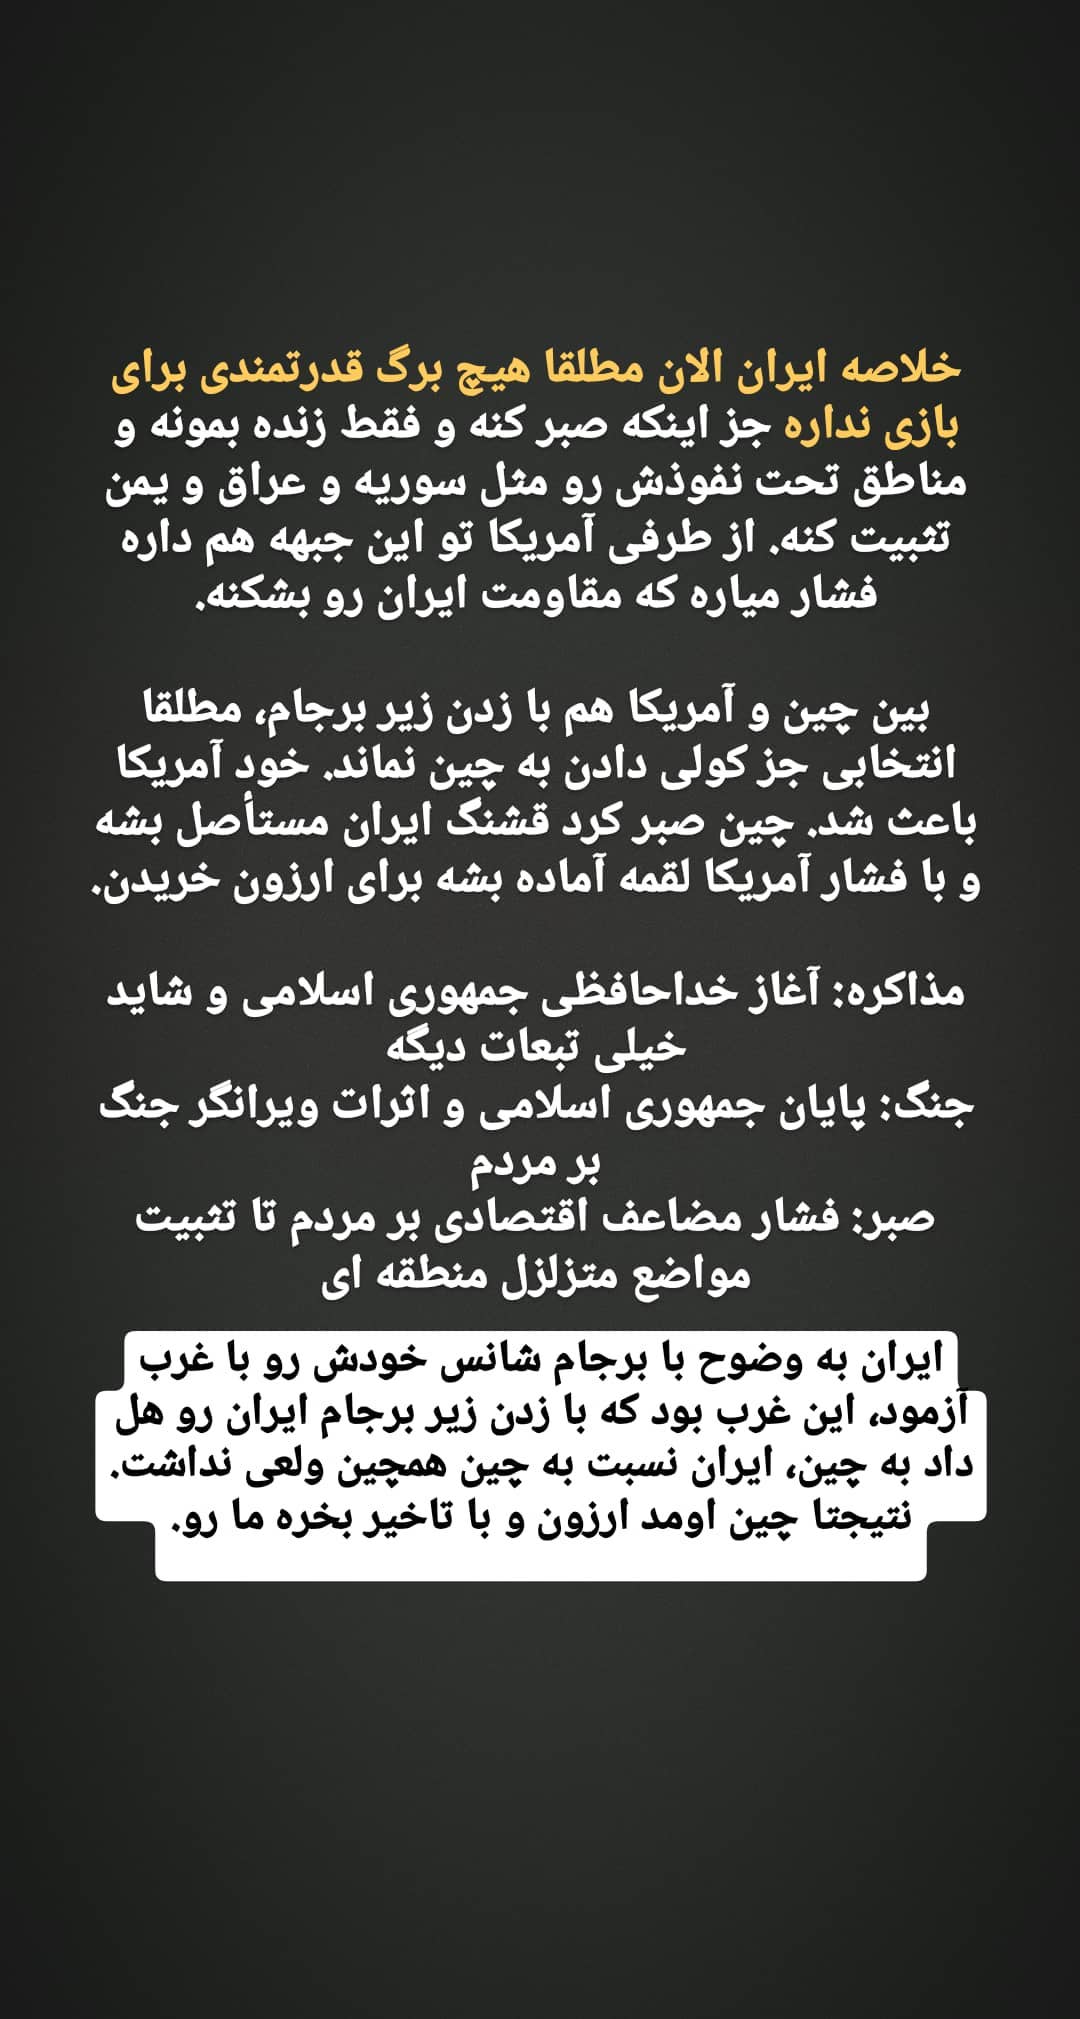 خلاصه ایران الان مطلقا هیچ برگ قدرتمندی برای
بازی نداره جز اینکه صبر کنه و فقط زنده بمونه و
مناطق تحت نفوذش رو مثل سوریه و عراق و یمن
تثبیت کنه. از طرفی آمریکا تو این جبهه هم داره
فشار میاره که مقاومت ایران رو بشکنه.
بین چین و آمریکا هم با زدن زیر برجام، مطلقا
انتخابی جز کولی دادن به چین نماند. خود آمریکا
باعث شد. چین صبر کرد قشنگ ایران مستأصل بشه
و با فشار آمریکا لقمه آماده بشه برای ارزون خریدن.
مذاکره: آغاز خداحافظی جمهوری اسلامی و شاید
خیلی تبعات دیگه
جنگ: پایان جمهوری اسلامی و اثرات ویرانگر جنگ
بر مردم
صبر: فشار مضاعف اقتصادی بر مردم تا تثبیت
مواضع متزلزل منطقه ای
ایران به وضوح با برجام شانس خودش رو با غرب
آزمود، این غرب بود که با زدن زیر برجام ایران رو هل
داد به چین، ایران نسبت به چین همچین ولعی نداشت.
نتیجتا چین اومد ارزون و با تاخیر بخره ما رو.